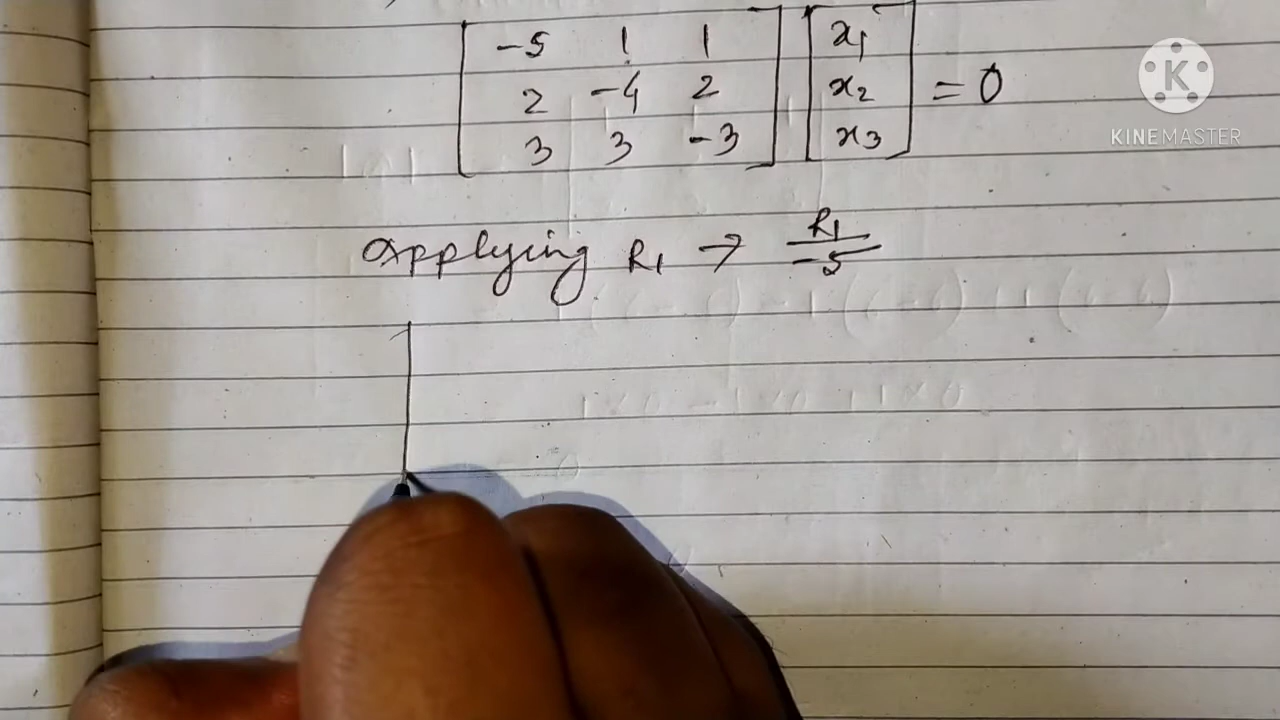 -5 1 1 x1
2 -4 2 x2 = 0
3 3 -3 x3
K
KINEMASTER
applying R1 → R1/-5